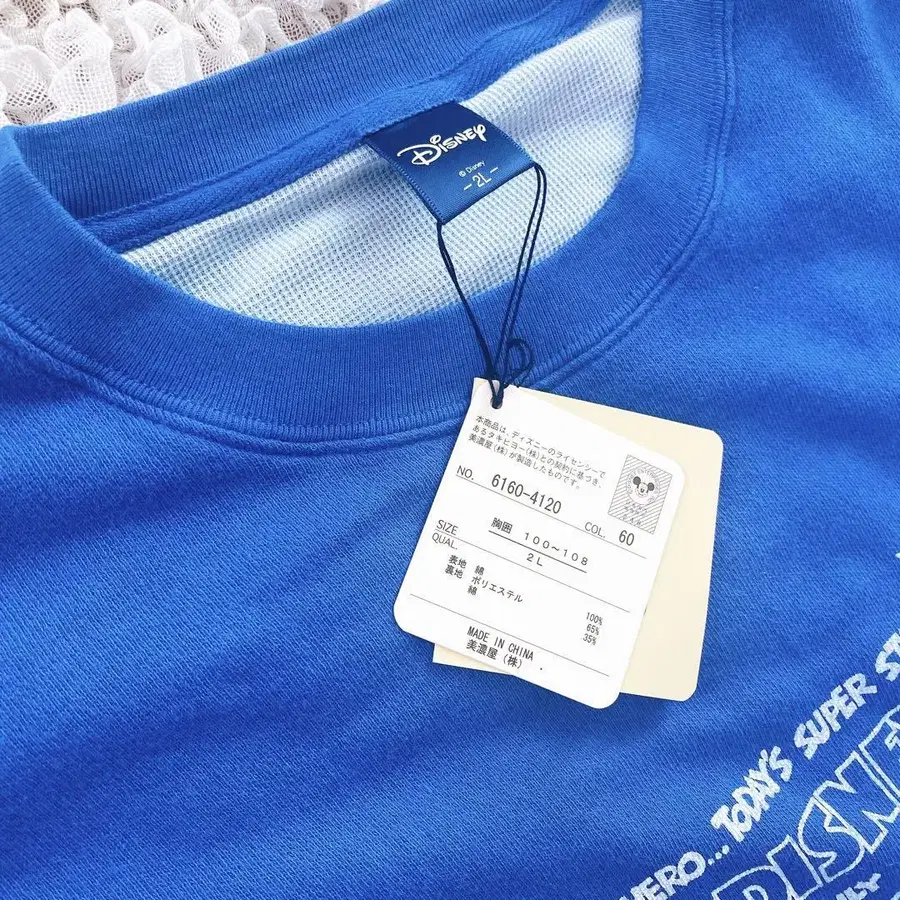 Disney
© Disney
- 2L -
本商品は、ディズニーのライセンシーで
あるタキヒヨー(株)との契約に基づき、
美濃屋(株)が製造したものです。
NO. 6160-4120 COL. 60
SIZE 胸囲 100~108
2L
QUAL.
表地 綿 100%
裏地 ポリエステル 65%
綿 35%
MADE IN CHINA
美濃屋(株)
HERO... TODAY'S SUPER
DISNE